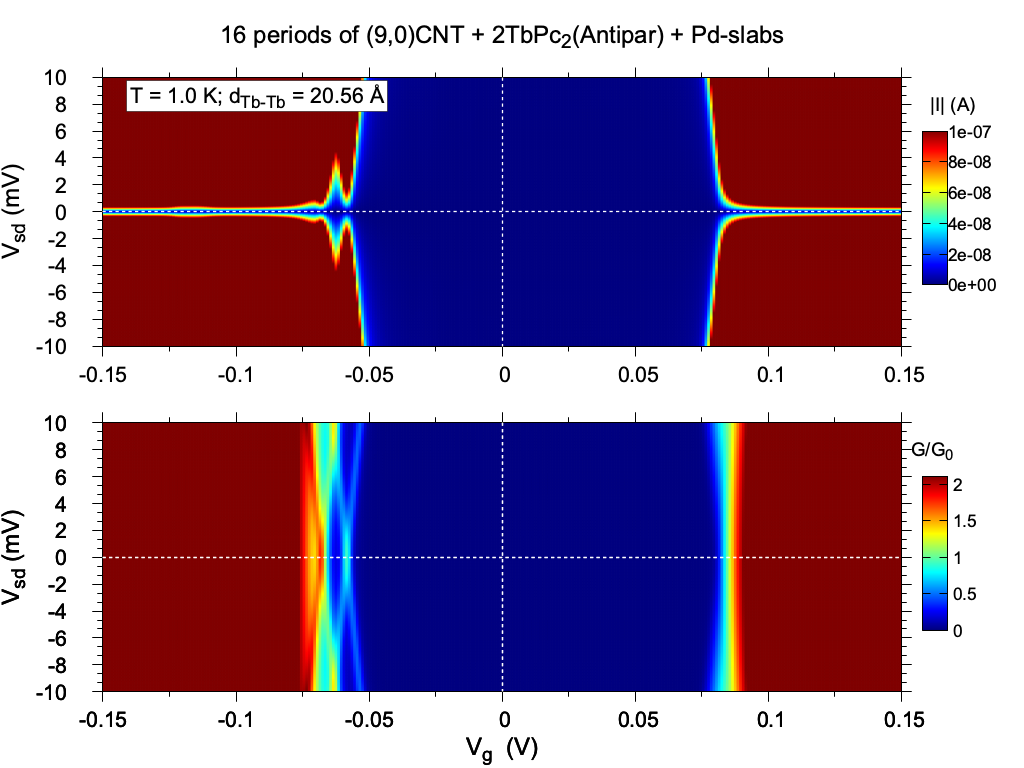 16 periods of (9,0)CNT + 2TbPc2(Antipar) + Pd-slabs
T = 1.0 K; dTb-Tb = 20.56 Å
|I| (A)
1e-07
8e-08
6e-08
4e-08
2e-08
0e+00
Vsd (mV)
10
8
6
4
2
0
-2
-4
-6
-8
-10
-0.15 -0.1 -0.05 0 0.05 0.1 0.15
G/G0
2
1.5
1
0.5
0
Vsd (mV)
10
8
6
4
2
0
-2
-4
-6
-8
-10
-0.15 -0.1 -0.05 0 0.05 0.1 0.15
Vg (V)